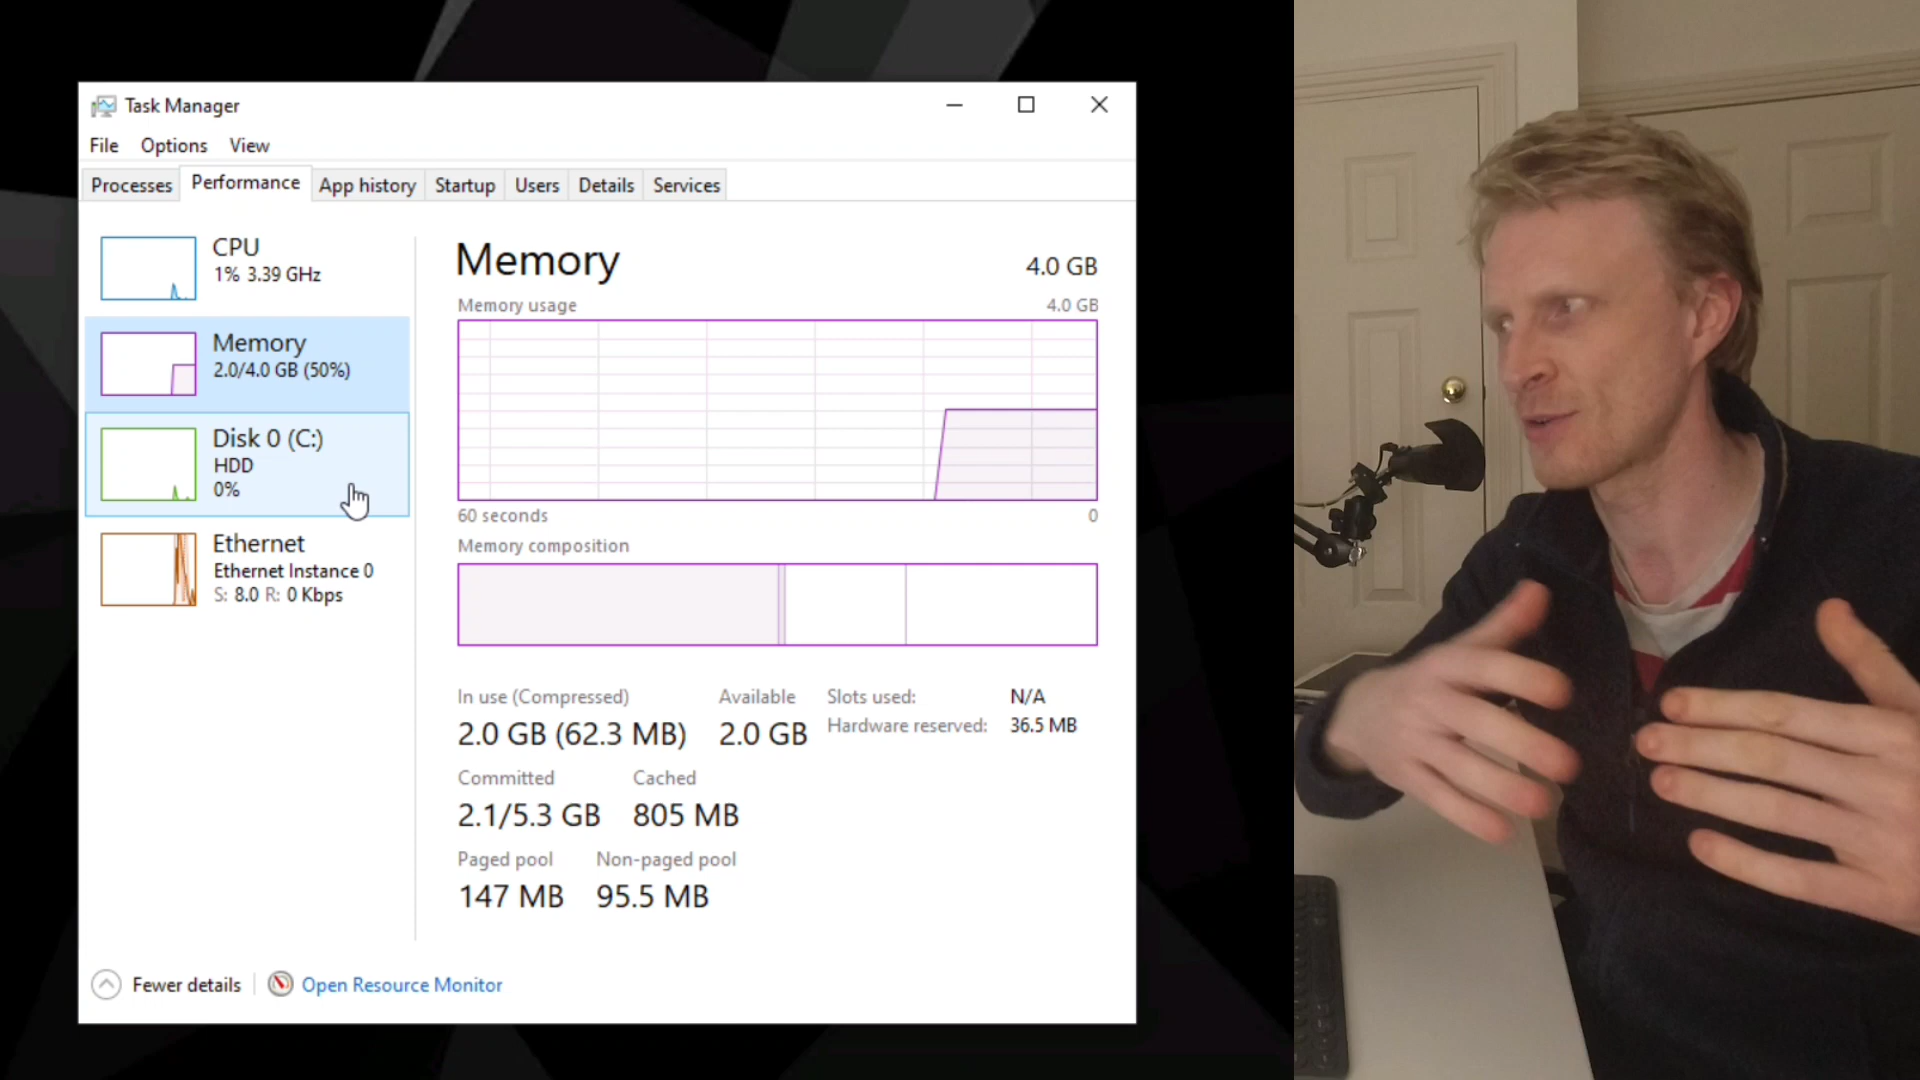 Task Manager
File Options View
Processes Performance App history Startup Users Details Services
CPU
1% 3.39 GHz
Memory
2.0/4.0 GB (50%)
Disk 0 (C:)
HDD
0%
Ethernet
Ethernet Instance 0
S: 8.0 R: 0 Kbps
Memory 4.0 GB
Memory usage 4.0 GB
60 seconds 0
Memory composition
In use (Compressed) Available Slots used: N/A
2.0 GB (62.3 MB) 2.0 GB Hardware reserved: 36.5 MB
Committed Cached
2.1/5.3 GB 805 MB
Paged pool Non-paged pool
147 MB 95.5 MB
Fewer details Open Resource Monitor